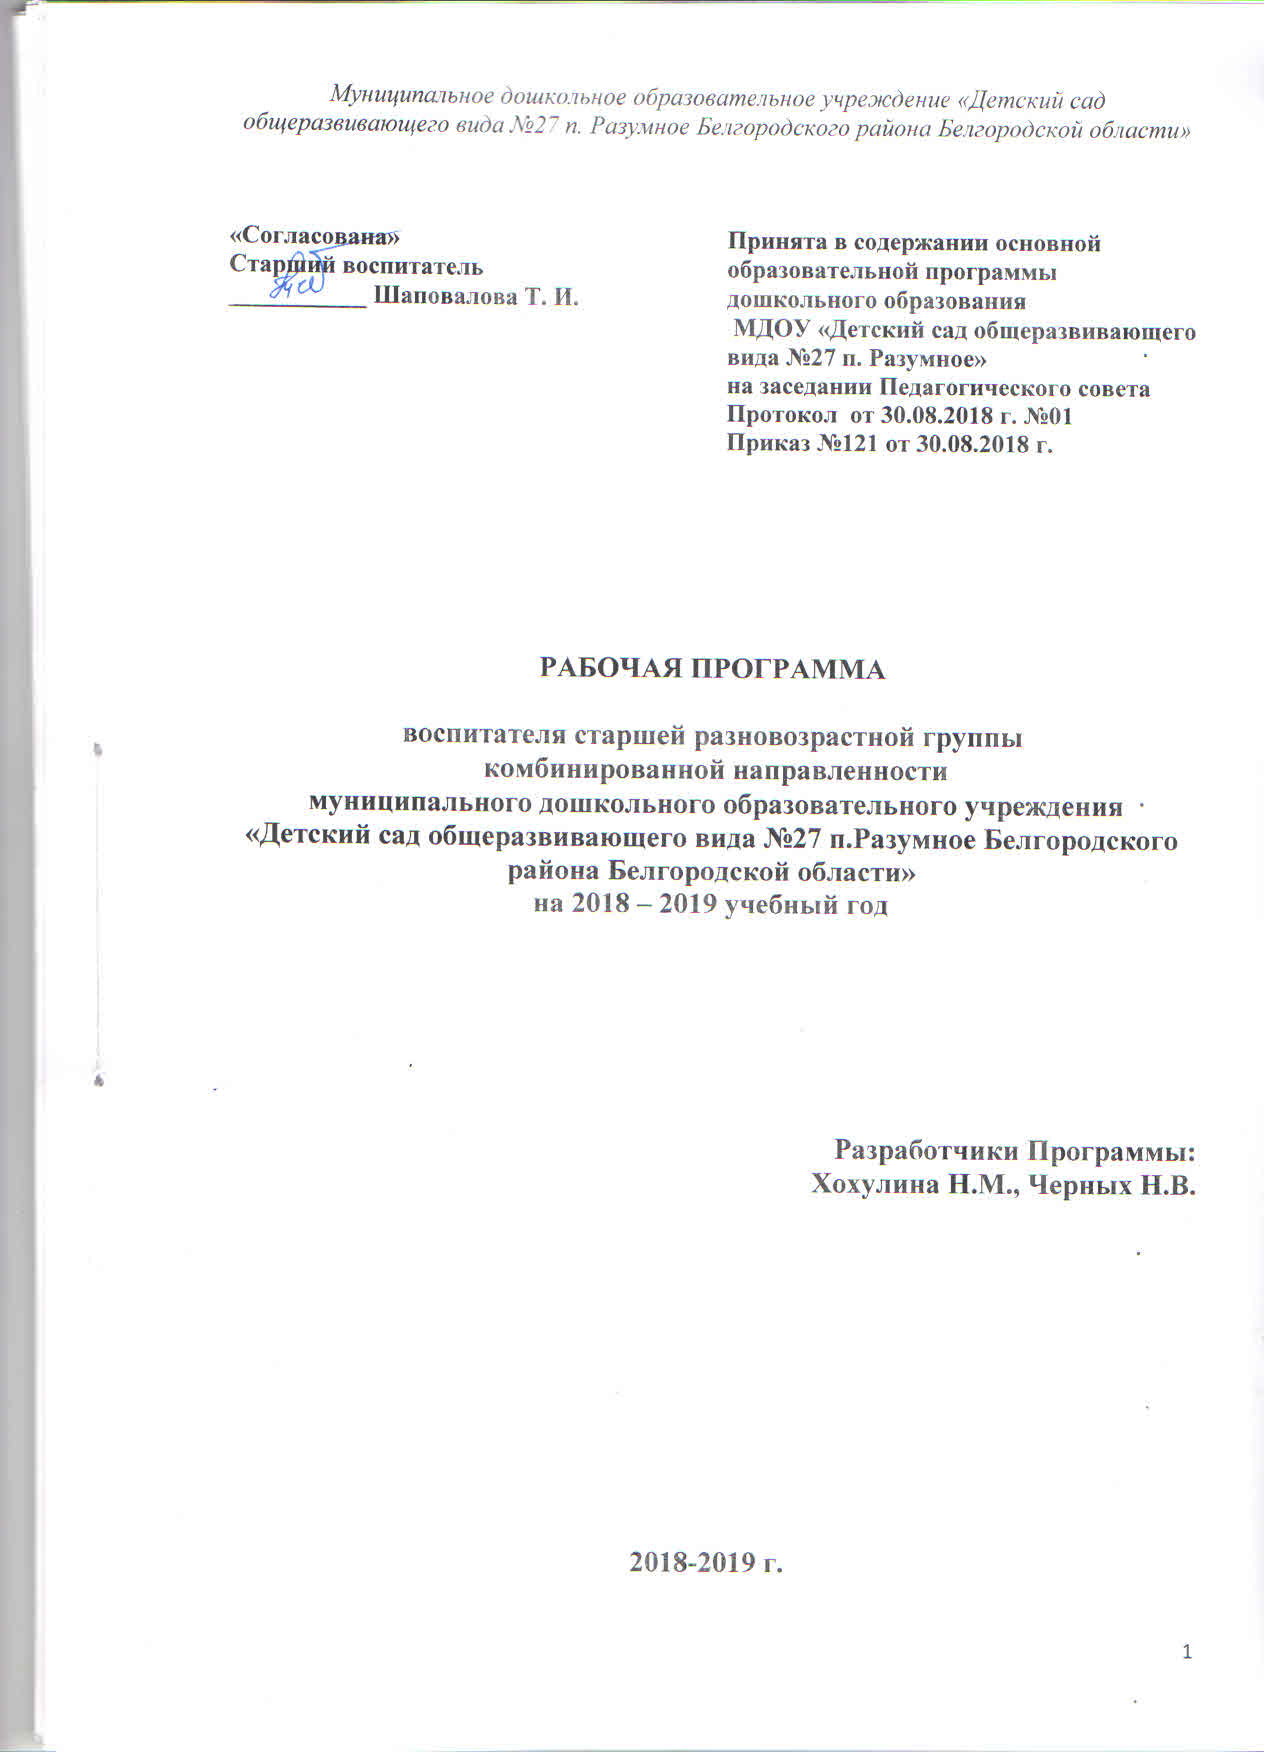 Муниципальное дошкольное образовательное учреждение «Детский сад
общеразвивающего вида №27 п. Разумное Белгородского района Белгородской области»
«Согласована»
Старший воспитатель
___________ Шаповалова Т. И.
Принята в содержании основной
образовательной программы
дошкольного образования
МДОУ «Детский сад общеразвивающего
вида №27 п. Разумное»
на заседании Педагогического совета
Протокол от 30.08.2018 г. №01
Приказ №121 от 30.08.2018 г.
РАБОЧАЯ ПРОГРАММА
воспитателя старшей разновозрастной группы
комбинированной направленности
муниципального дошкольного образовательного учреждения
«Детский сад общеразвивающего вида №27 п.Разумное Белгородского
района Белгородской области»
на 2018 – 2019 учебный год
Разработчики Программы:
Хохулина Н.М., Черных Н.В.
2018-2019 г.
1